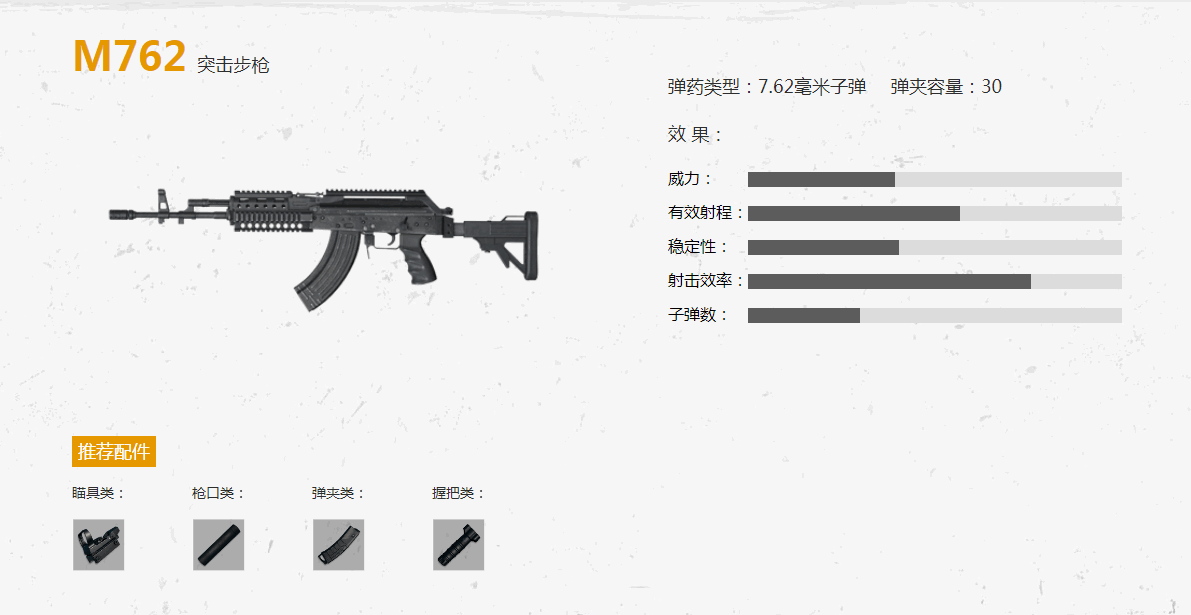 M762 突击步枪
弹药类型：7.62毫米子弹 弹夹容量：30
效 果：
威力：
有效射程：
稳定性：
射击效率：
子弹数：
推荐配件
瞄具类： 枪口类： 弹夹类： 握把类：